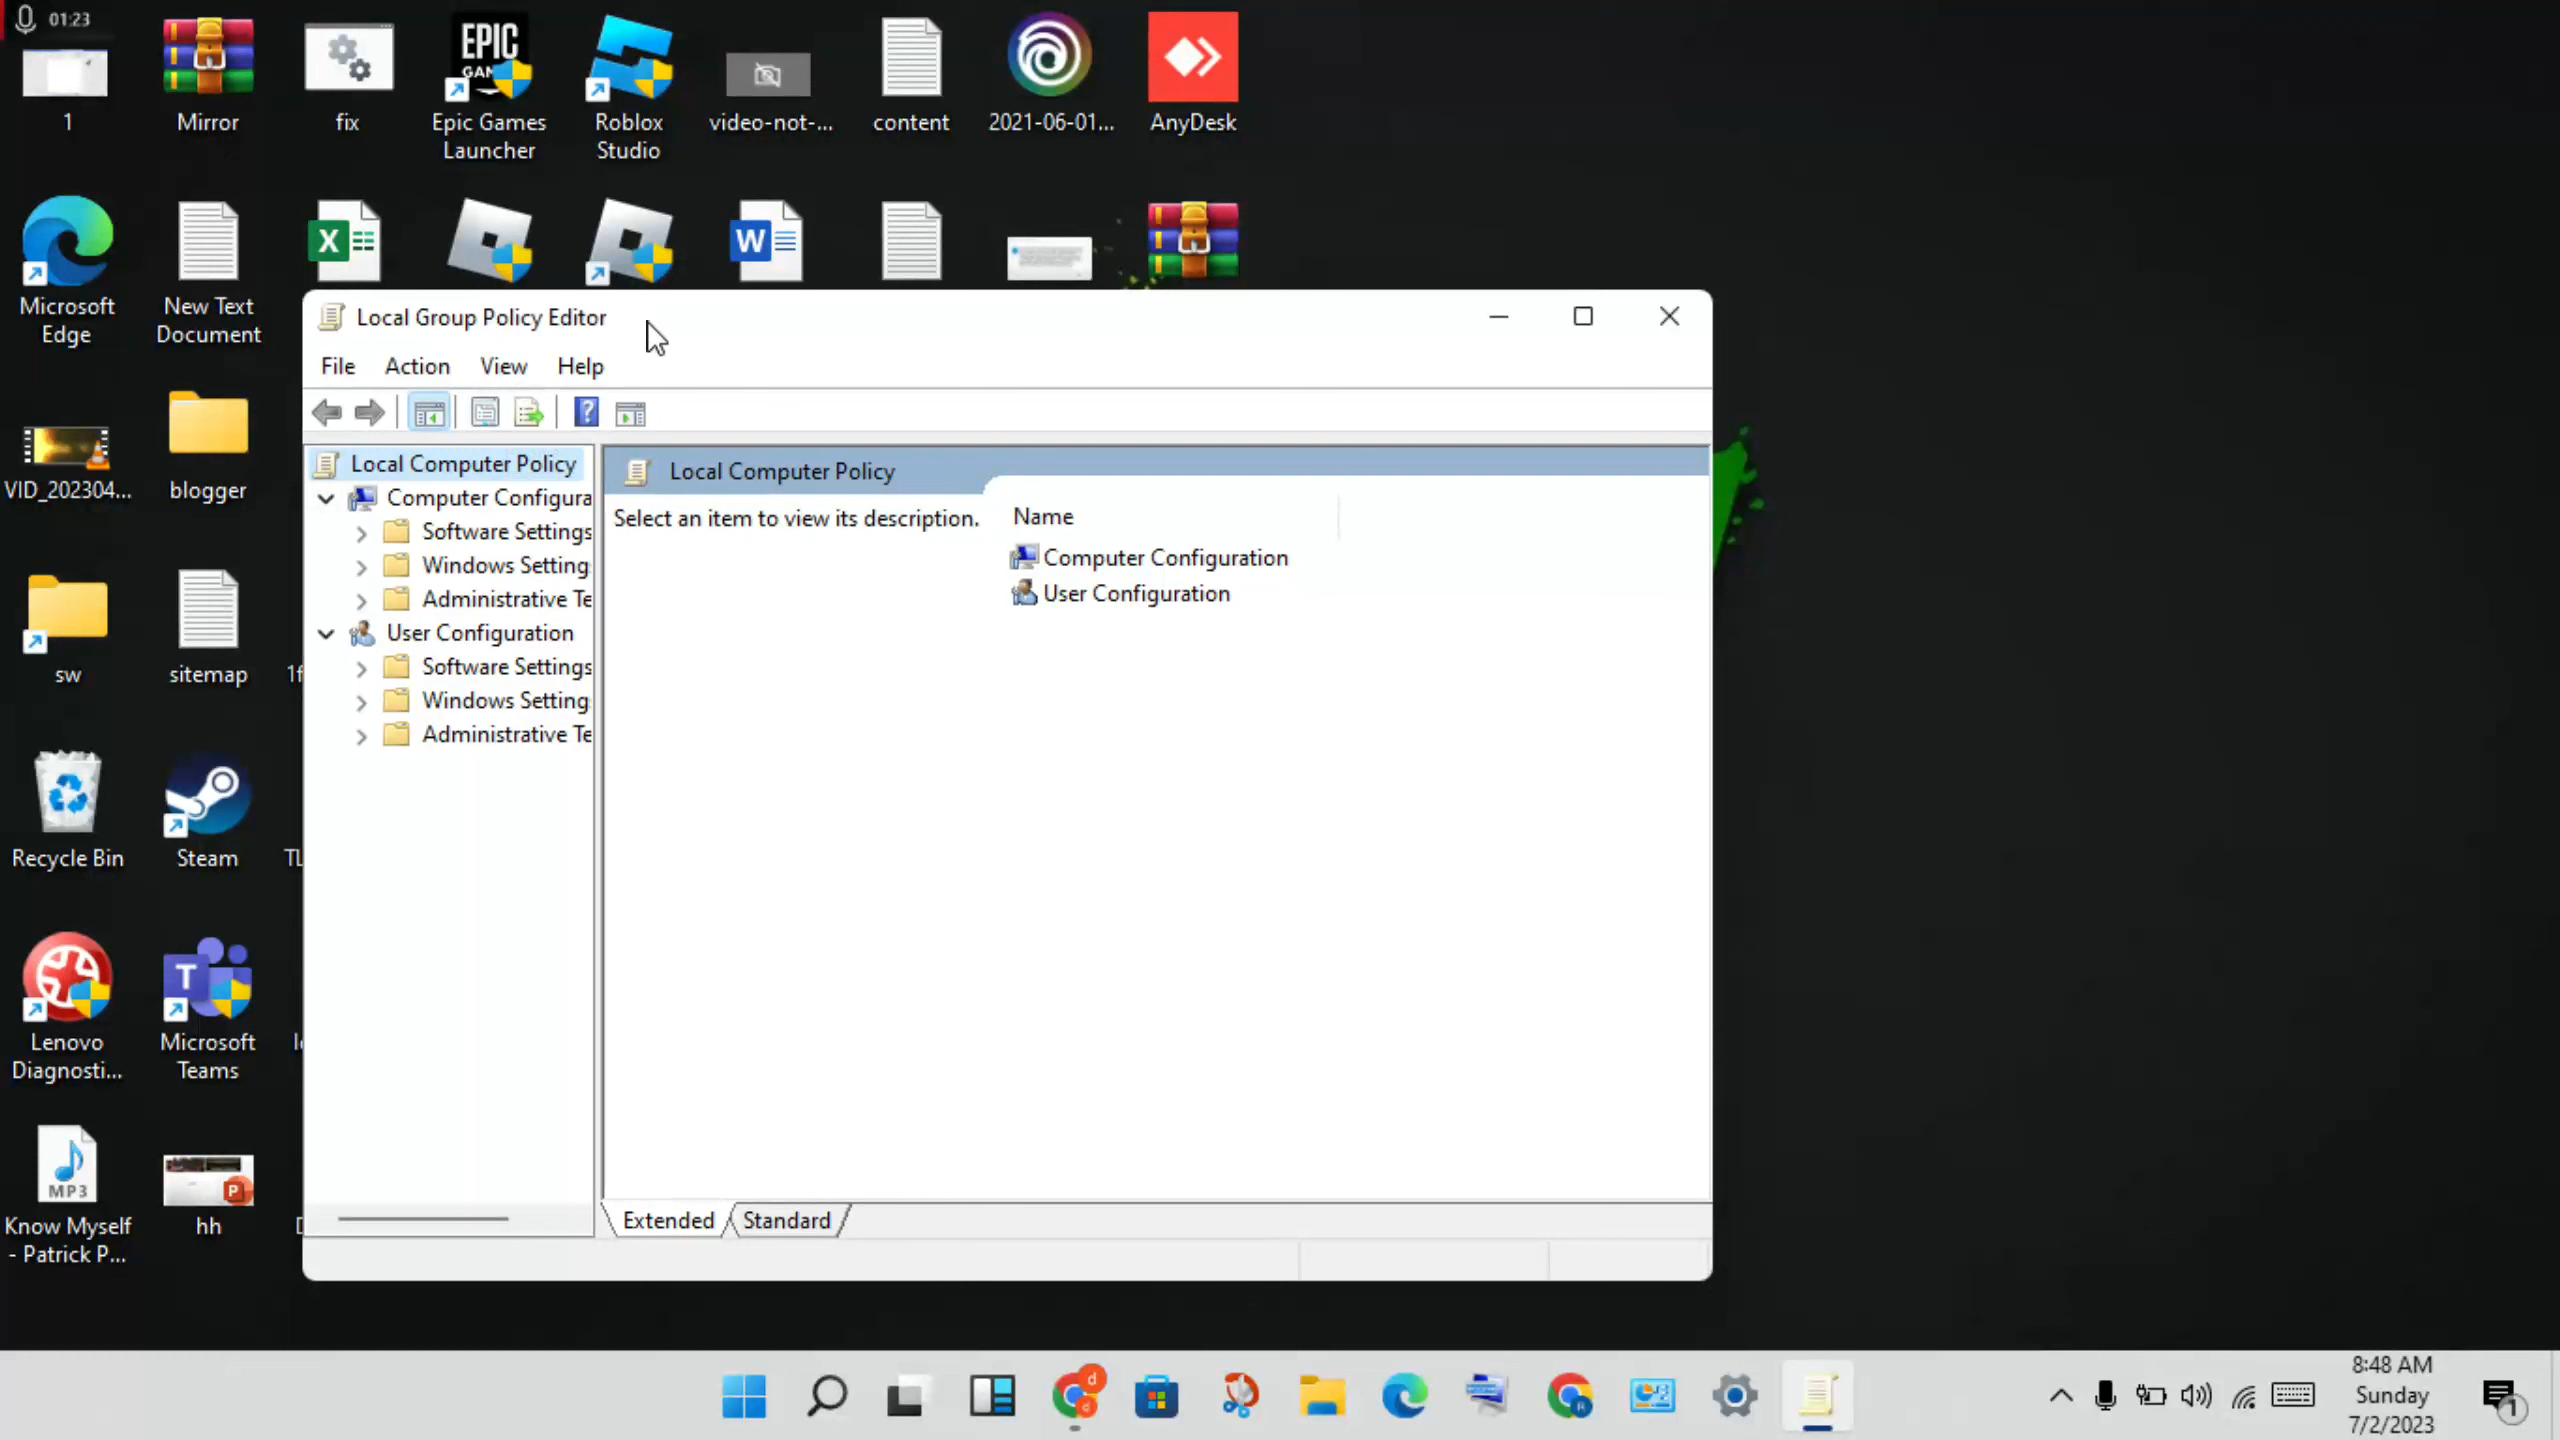 01:23
1
Mirror
fix
EPIC
GAM
Epic Games
Launcher
Roblox
Studio
video-not-...
content
2021-06-01...
AnyDesk
Microsoft
Edge
New Text
Document
X
W
Local Group Policy Editor
File Action View Help
Local Computer Policy
Computer Configura
Software Settings
Windows Setting
Administrative Te
User Configuration
Software Settings
Windows Setting
Administrative Te
Local Computer Policy
Select an item to view its description.
Name
Computer Configuration
User Configuration
Extended
Standard
VID_202304...
blogger
sw
sitemap
1f
Recycle Bin
Steam
TL
Lenovo
Diagnosti...
T
Microsoft
Teams
MP3
Know Myself
- Patrick P...
P
hh
d
d
R
8:48 AM
Sunday
7/2/2023
1